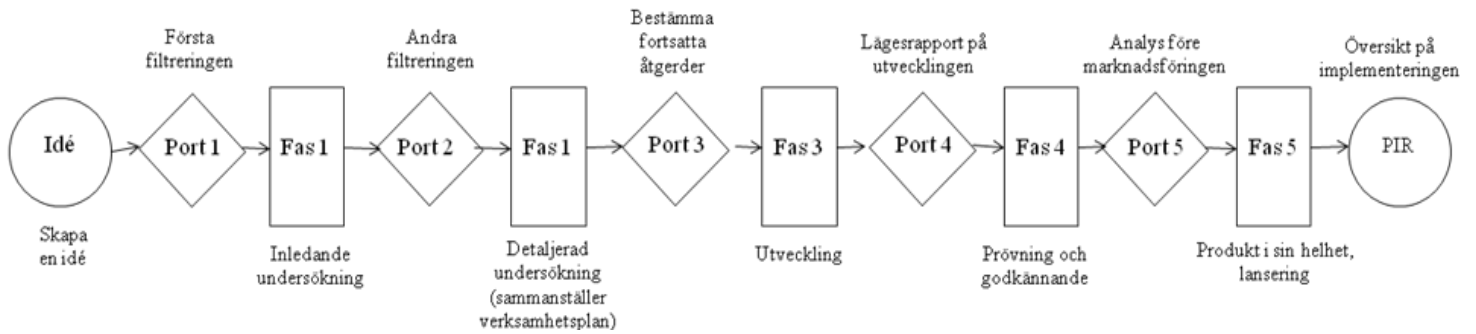 Idé
Skapa
en idé
Första
filtreringen
Port 1
Fas 1
Inledande
undersökning
Andra
filtreringen
Port 2
Fas 1
Detaljerad
undersökning
(sammanställer
verksamhetsplan)
Bestämma
fortsatta
åtgerder
Port 3
Fas 3
Utveckling
Lägesrapport på
utvecklingen
Port 4
Fas 4
Prövning och
godkännande
Analys före
marknadsföringen
Port 5
Fas 5
Produkt i sin helhet,
lansering
Översikt på
implementeringen
PIR